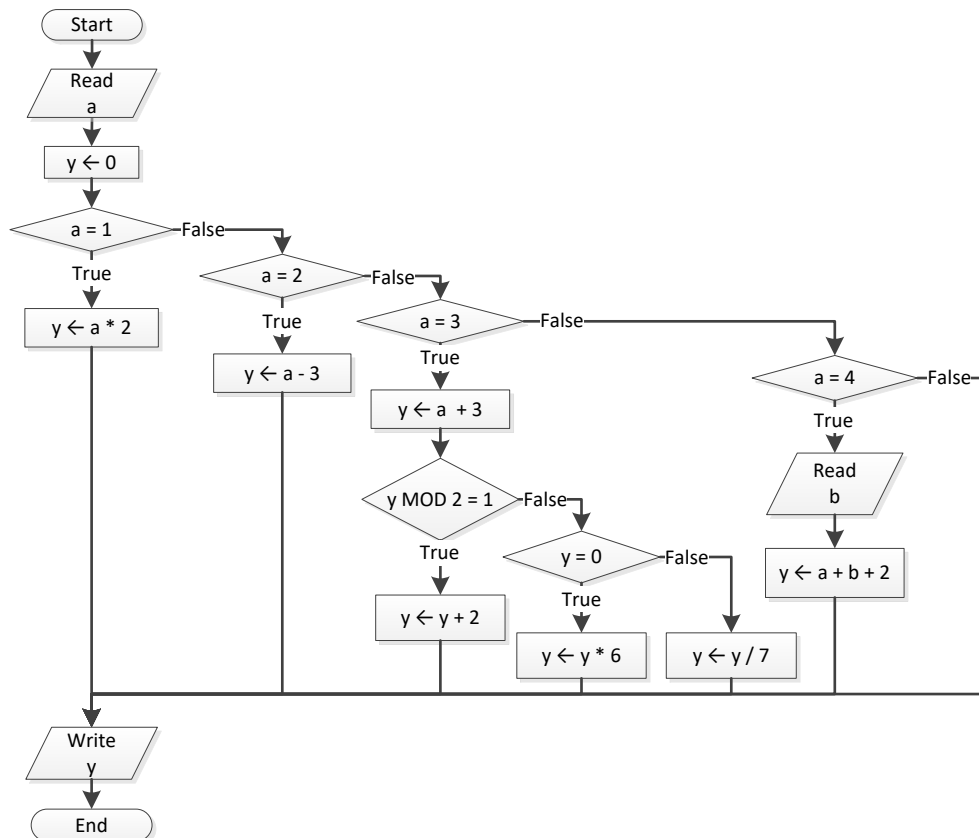 Start
Read
a
y ← 0
a = 1
False
True
y ← a * 2
a = 2
False
True
y ← a - 3
a = 3
False
True
y ← a + 3
y MOD 2 = 1
False
True
y ← y + 2
y = 0
False
True
y ← y * 6
y ← y / 7
a = 4
False
True
Read
b
y ← a + b + 2
Write
y
End